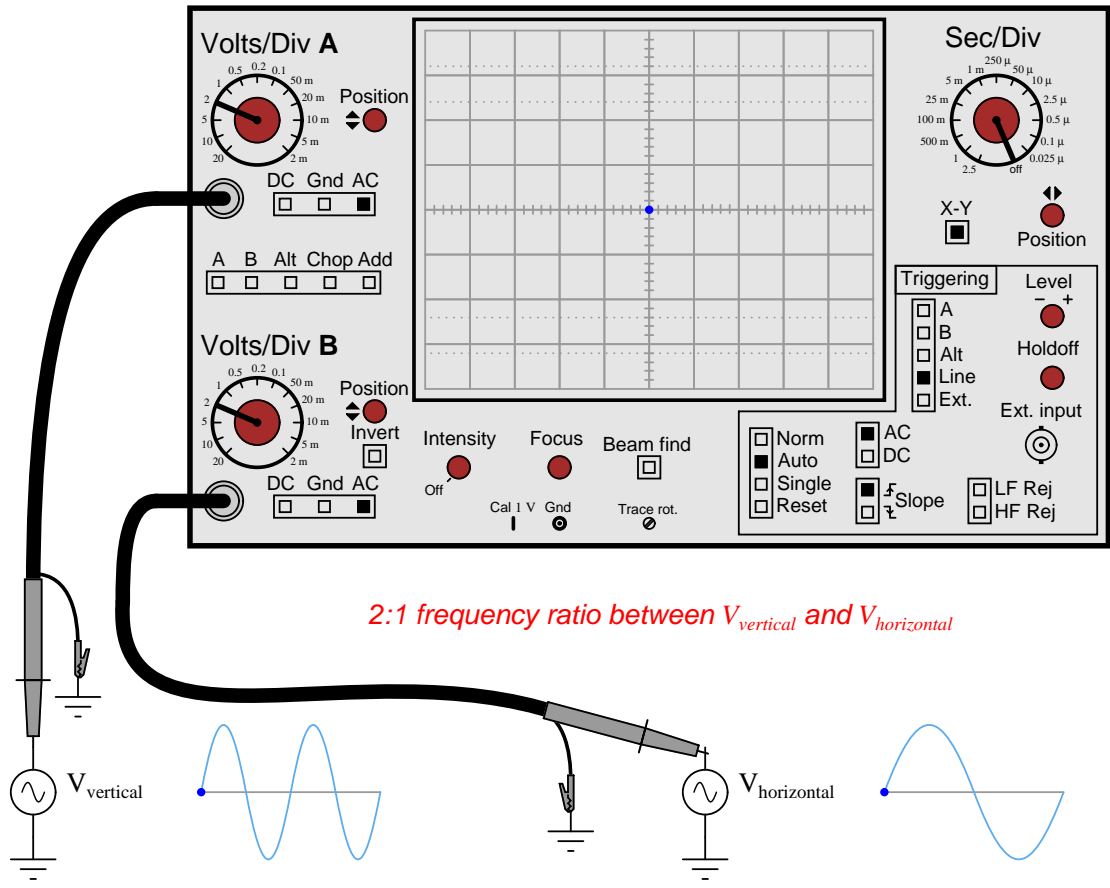 Volts/Div A
0.5 0.2 0.1
1 50 m
2 20 m
5 10 m
10 5 m
20 2 m
Position
DC Gnd AC
A B Alt Chop Add
Volts/Div B
0.5 0.2 0.1
1 50 m
2 20 m
5 10 m
10 5 m
20 2 m
Position
Invert
DC Gnd AC
Intensity
Off
Focus
Beam find
Cal 1 V Gnd
Trace rot.
Sec/Div
250 µ
1 m 50 µ
5 m 10 µ
25 m 2.5 µ
100 m 0.5 µ
500 m 0.1 µ
1 0.025 µ
2.5 off
X-Y
Position
Triggering
A
B
Alt
Line
Ext.
Level
− +
Holdoff
Ext. input
Norm
Auto
Single
Reset
AC
DC
Slope
LF Rej
HF Rej
2:1 frequency ratio between Vvertical and Vhorizontal
Vvertical
Vhorizontal